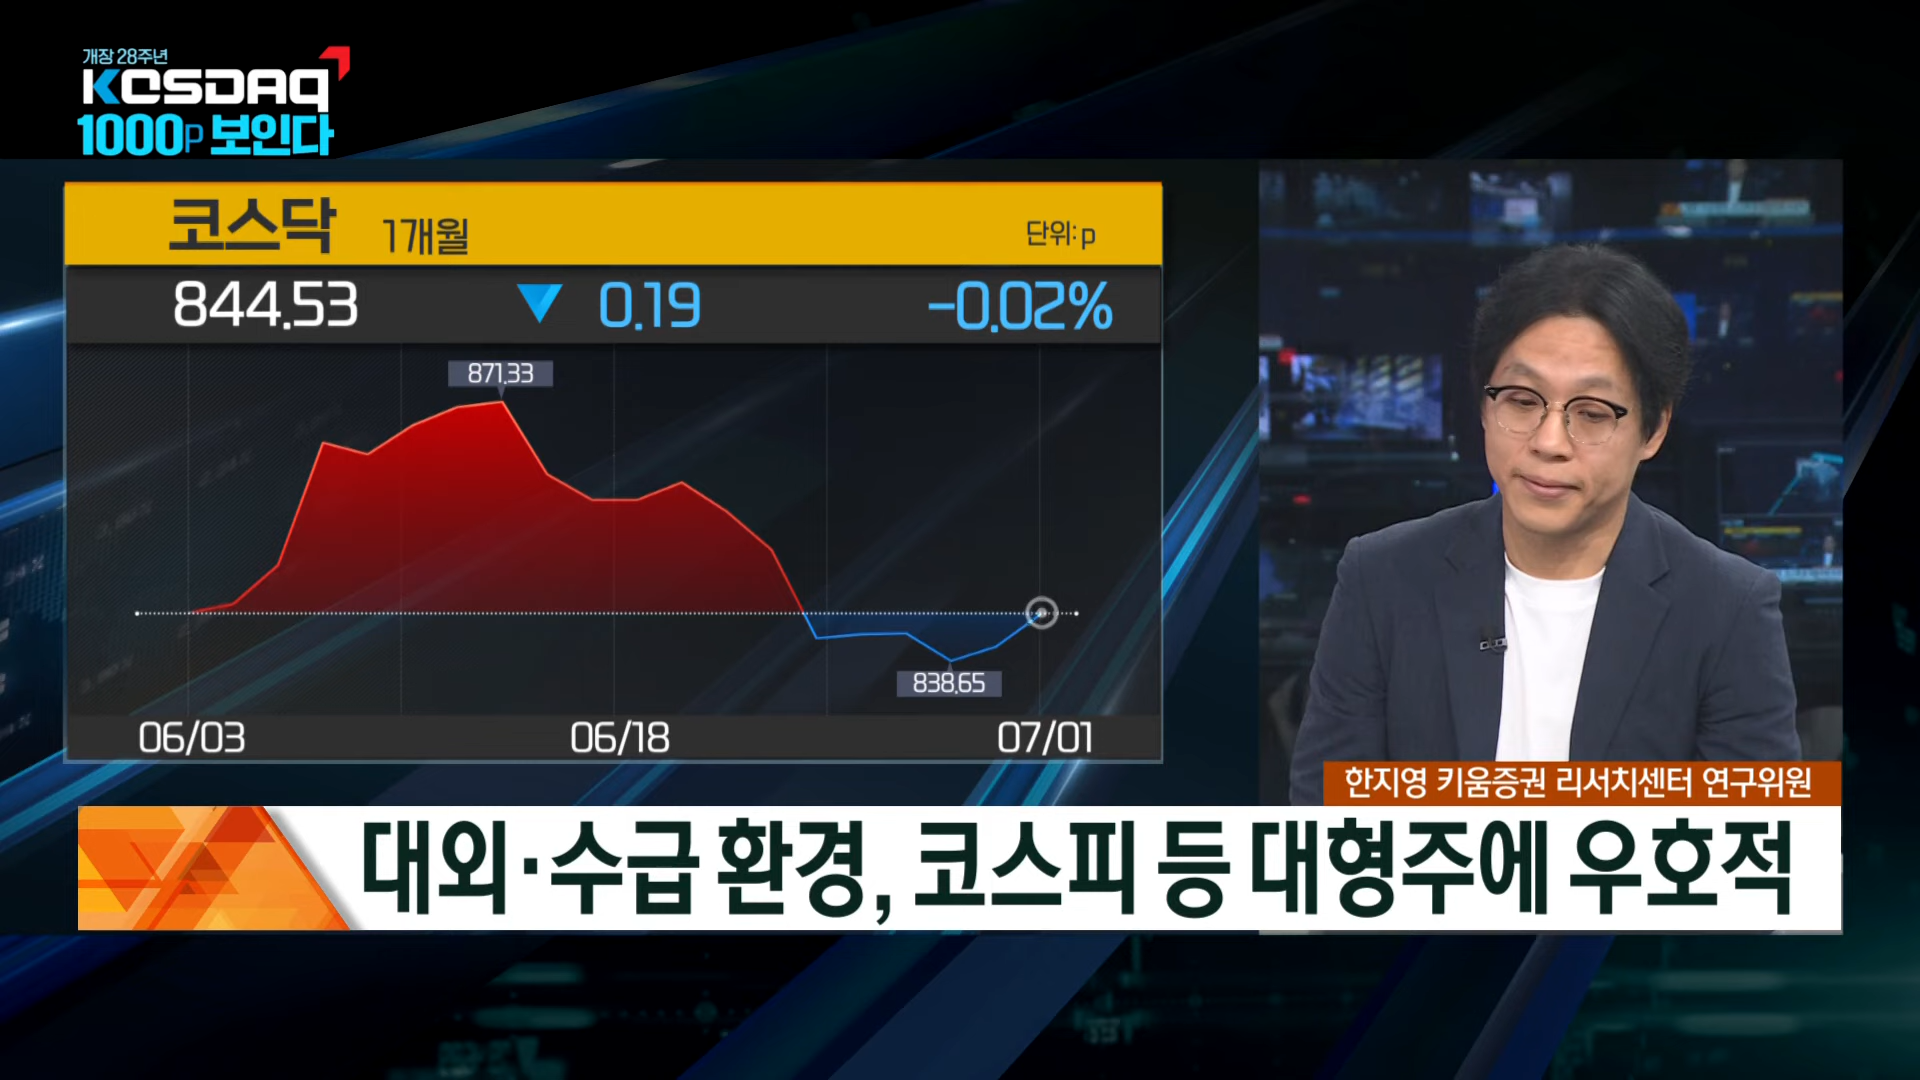 개장 28주년
KOSDAQ
1000P 보인다
코스닥 1개월 단위:p
844.53 ▼ 0.19 -0.02%
871.33
838.65
06/03 06/18 07/01
한지영 키움증권 리서치센터 연구위원
대외·수급 환경, 코스피 등 대형주에 우호적